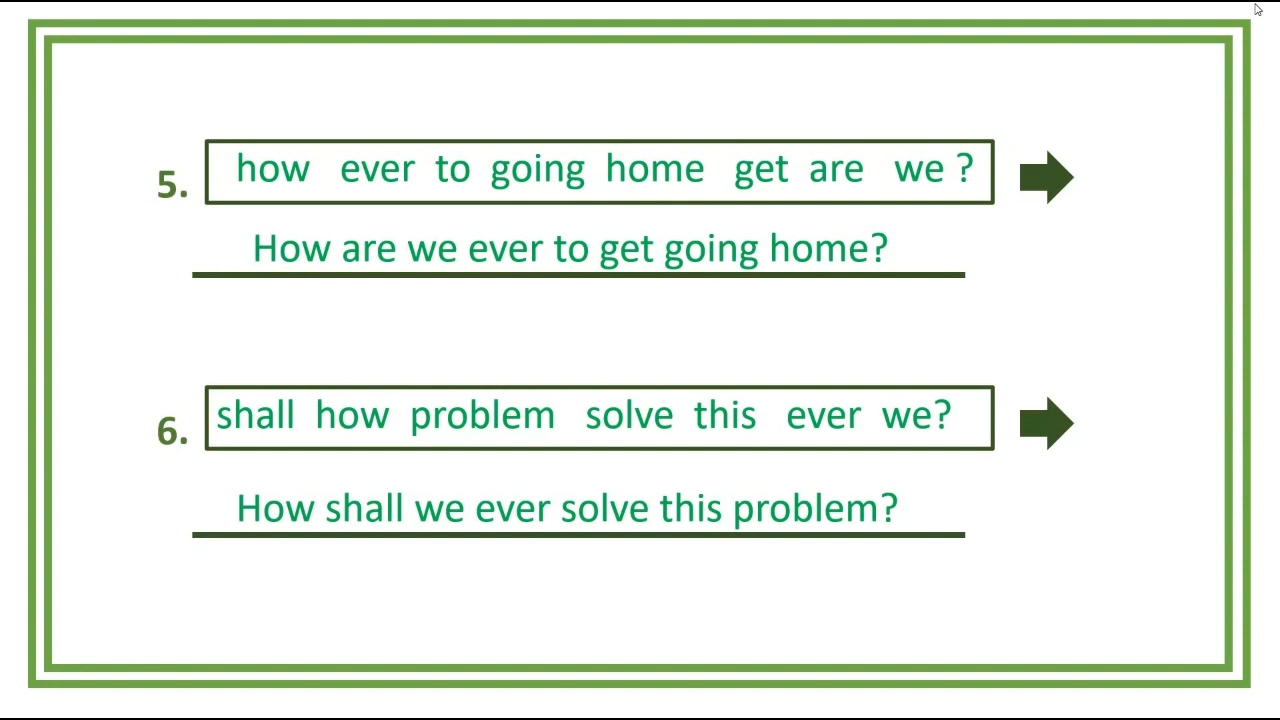 5. how ever to going home get are we ?
How are we ever to get going home?
6. shall how problem solve this ever we?
How shall we ever solve this problem?